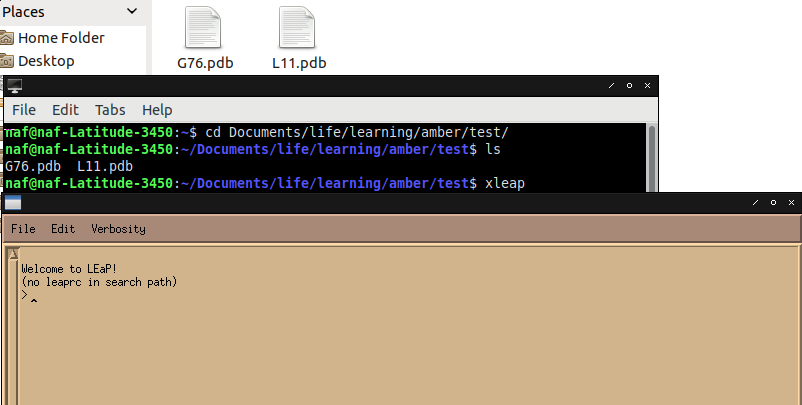 Places
Home Folder
Desktop
G76.pdb
L11.pdb
File Edit Tabs Help
naf@naf-Latitude-3450:~$ cd Documents/life/learning/amber/test/
naf@naf-Latitude-3450:~/Documents/life/learning/amber/test$ ls
G76.pdb  L11.pdb
naf@naf-Latitude-3450:~/Documents/life/learning/amber/test$ xleap
File Edit Verbosity
Welcome to LEaP!
(no leaprc in search path)
>